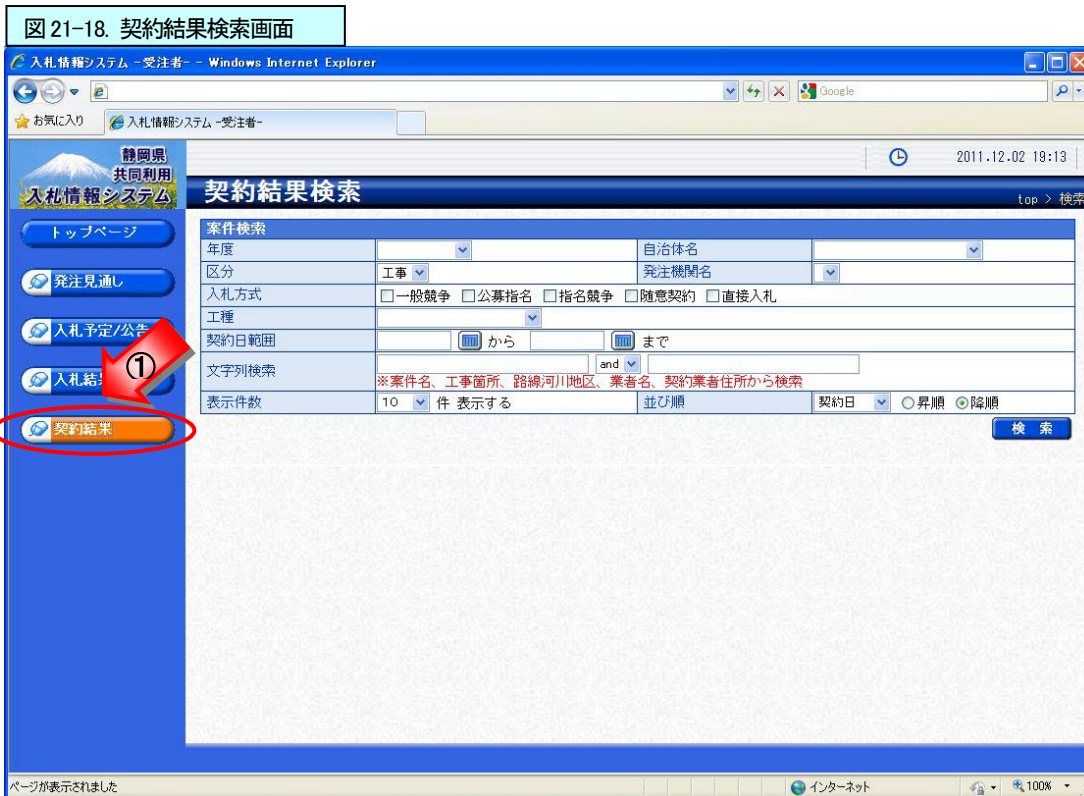 図 21-18. 契約結果検索画面
入札情報システム -受注者- - Windows Internet Explorer
Google
お気に入り 入札情報システム -受注者-
静岡県
共同利用
入札情報システム
2011.12.02 19:13
契約結果検索
top > 検索
トップページ
発注見通し
入札予定/公告
入札結
①
契約結果
案件検索
年度 自治体名
区分 工事 発注機関名
入札方式 一般競争 公募指名 指名競争 随意契約 直接入札
工種
契約日範囲 から まで
文字列検索 and
※案件名、工事箇所、路線河川地区、業者名、契約業者住所から検索
表示件数 10 件 表示する 並び順 契約日 昇順 降順
検 索
ページが表示されました インターネット 100%